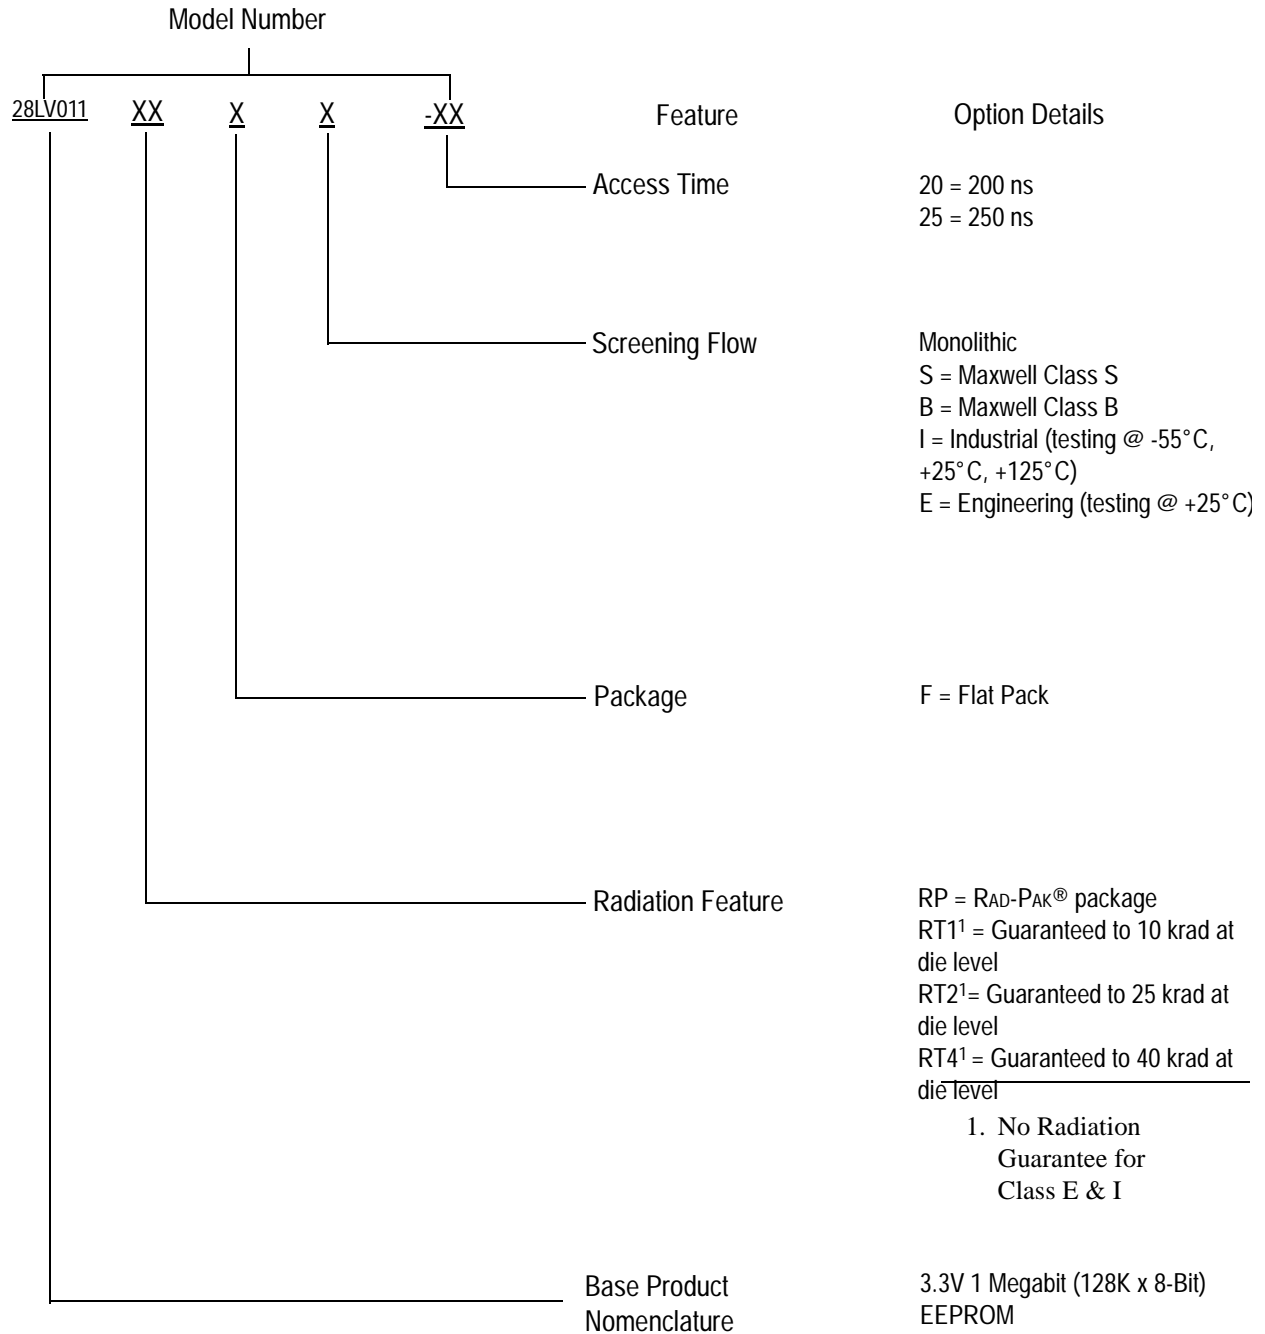 Model Number
28LV011 XX X X -XX Feature Option Details
Access Time 20 = 200 ns
25 = 250 ns
Screening Flow Monolithic
S = Maxwell Class S
B = Maxwell Class B
I = Industrial (testing @ -55°C,
+25°C, +125°C)
E = Engineering (testing @ +25°C)
Package F = Flat Pack
Radiation Feature RP = RAD-PAK® package
RT1¹ = Guaranteed to 10 krad at
die level
RT2¹= Guaranteed to 25 krad at
die level
RT4¹ = Guaranteed to 40 krad at
die level
1. No Radiation
Guarantee for
Class E & I
Base Product 3.3V 1 Megabit (128K x 8-Bit)
Nomenclature EEPROM